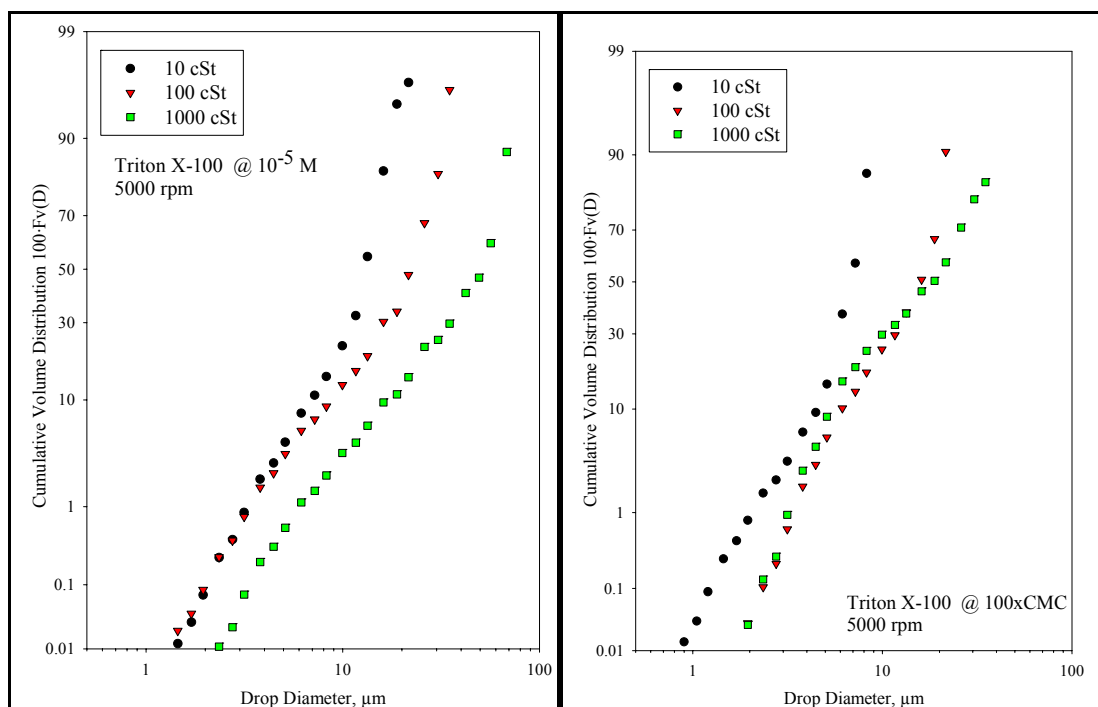 99
10 cSt
100 cSt
1000 cSt
90
Triton X-100 @ 10⁻⁵ M
5000 rpm
70
50
30
10
1
0.1
0.01
Cumulative Volume Distribution 100·Fv(D)
1 10 100
Drop Diameter, µm
99
10 cSt
100 cSt
1000 cSt
90
70
50
30
10
1
0.1
0.01
Cumulative Volume Distribution 100·Fv(D)
Triton X-100 @ 100xCMC
5000 rpm
1 10 100
Drop Diameter, µm